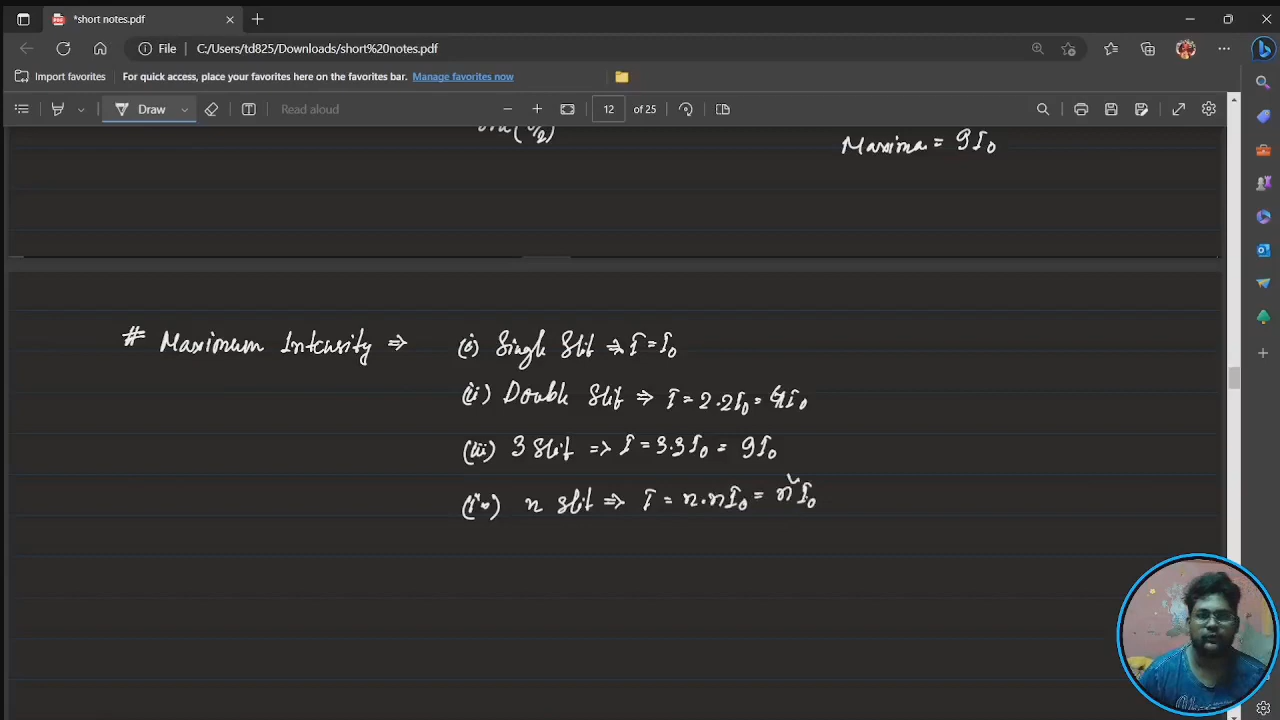 *short notes.pdf
File C:/Users/td825/Downloads/short%20notes.pdf
Import favorites For quick access, place your favorites here on the favorites bar. Manage favorites now
Draw Read aloud 12 of 25
Maxima = 9I₀
# Maximum Intensity ⇒ (i) Single Slit ⇒ I = I₀
(ii) Double Slit ⇒ I = 2.2I₀ = 4I₀
(iii) 3 Slit ⇒ I = 3.3I₀ = 9I₀
(iv) n slit ⇒ I = n.nI₀ = n²I₀